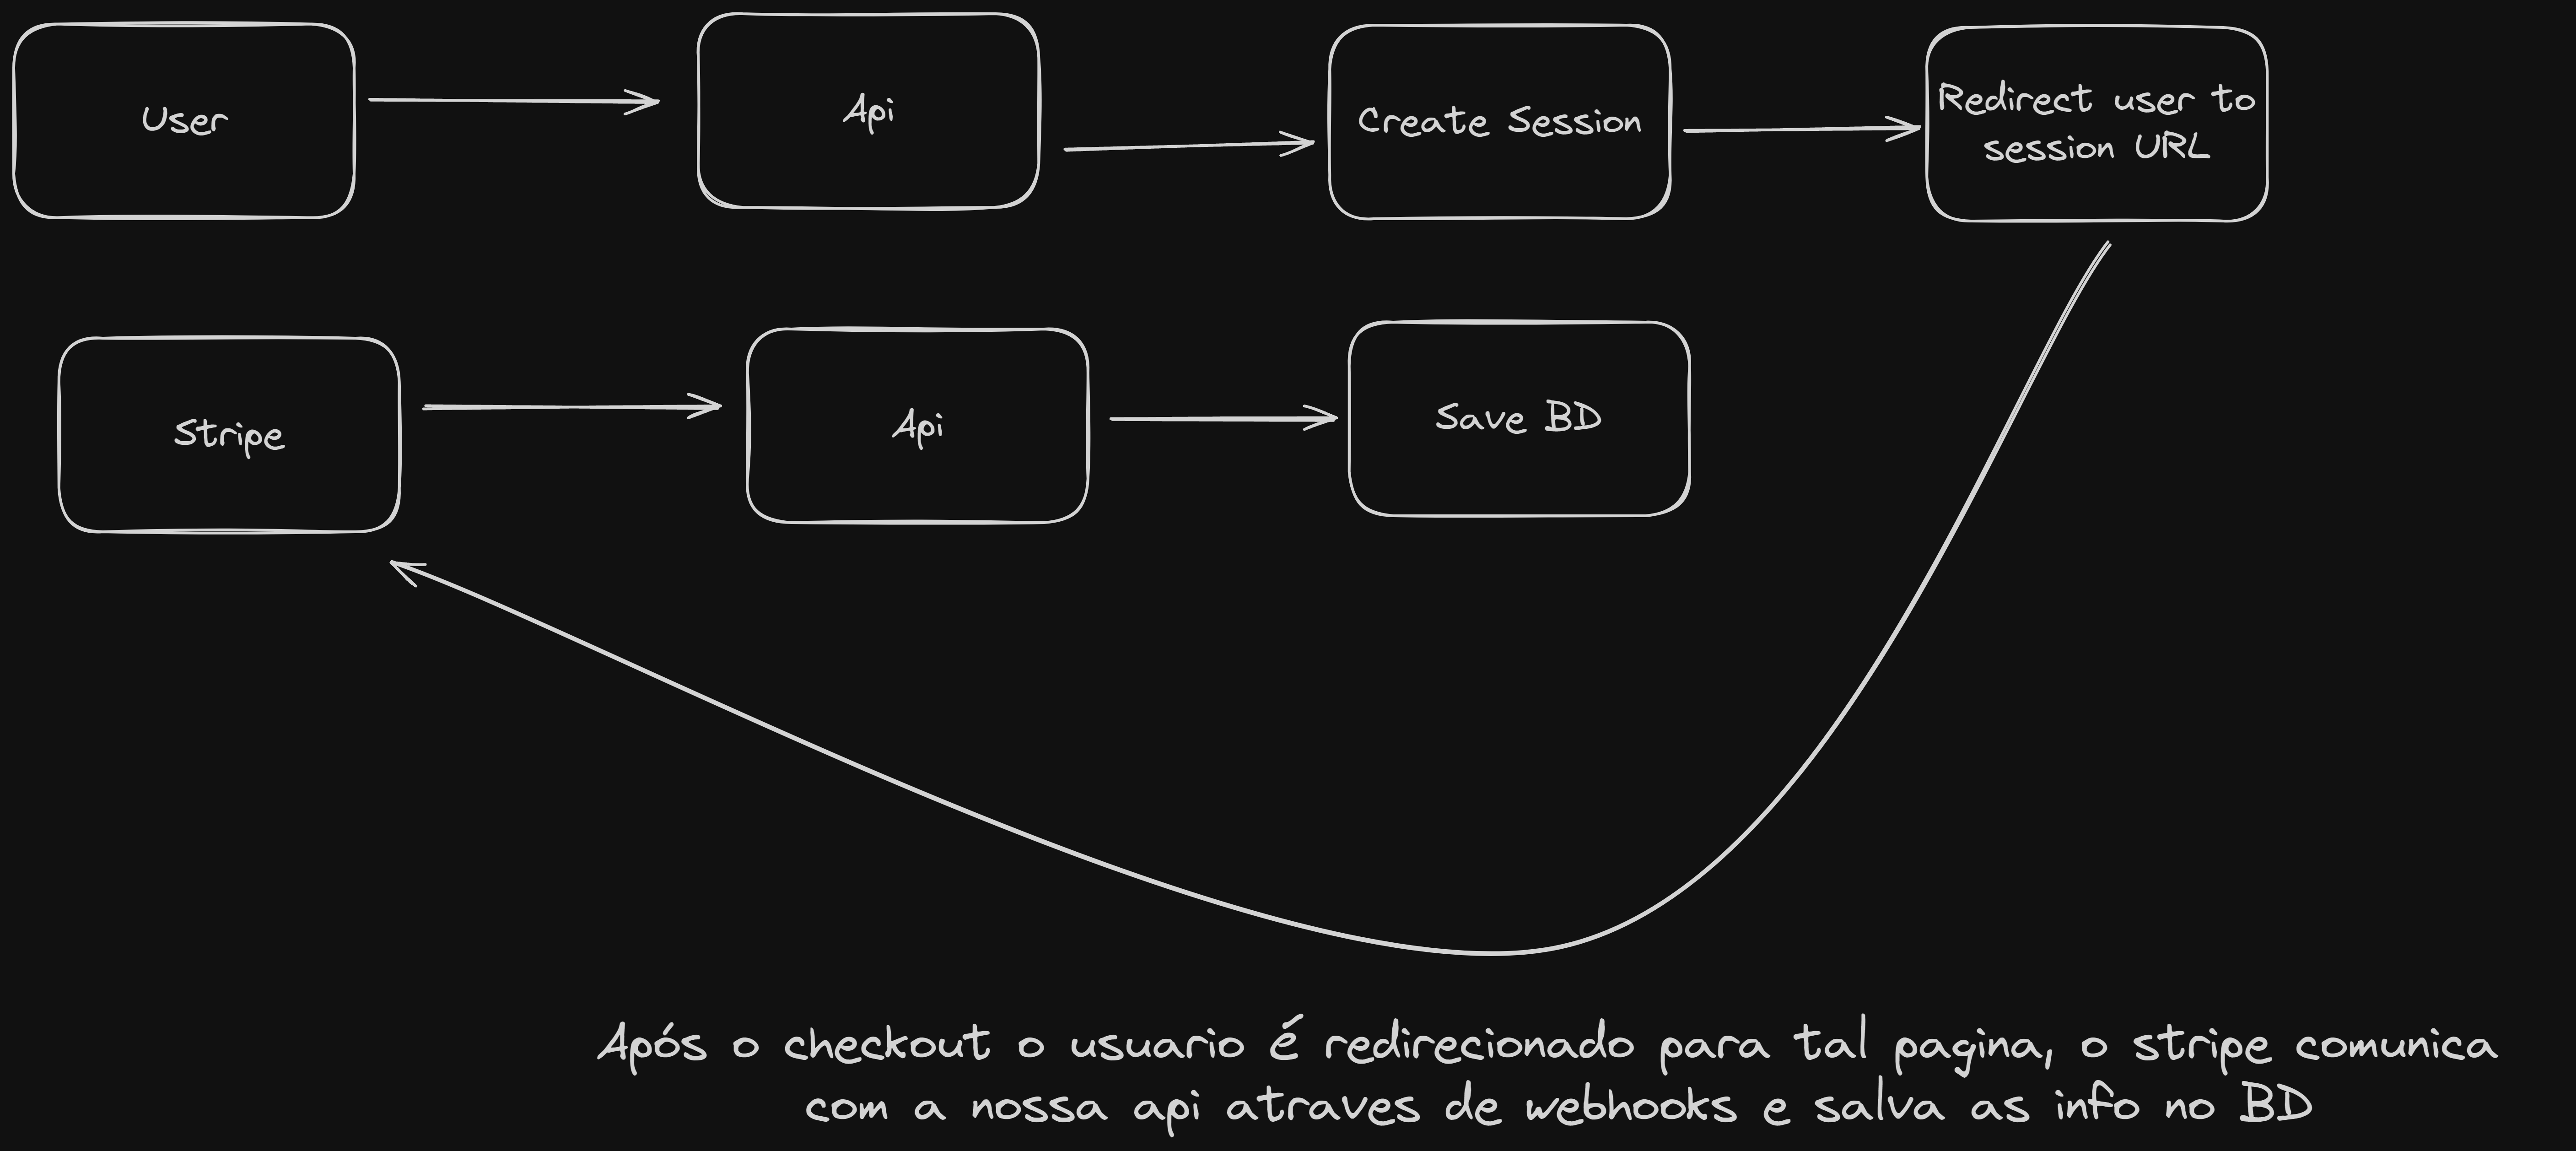 User
Api
Create Session
Redirect user to
session URL
Stripe
Api
Save BD
Após o checkout o usuario é redirecionado para tal pagina, o stripe comunica
com a nossa api atraves de webhooks e salva as info no BD